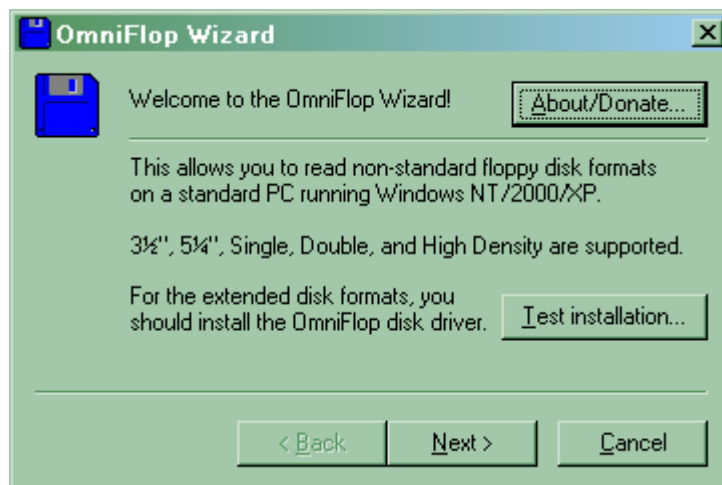 OmniFlop Wizard
Welcome to the OmniFlop Wizard!
About/Donate...
This allows you to read non-standard floppy disk formats
on a standard PC running Windows NT/2000/XP.
3½", 5¼", Single, Double, and High Density are supported.
For the extended disk formats, you
should install the OmniFlop disk driver.
Test installation...
< Back
Next >
Cancel